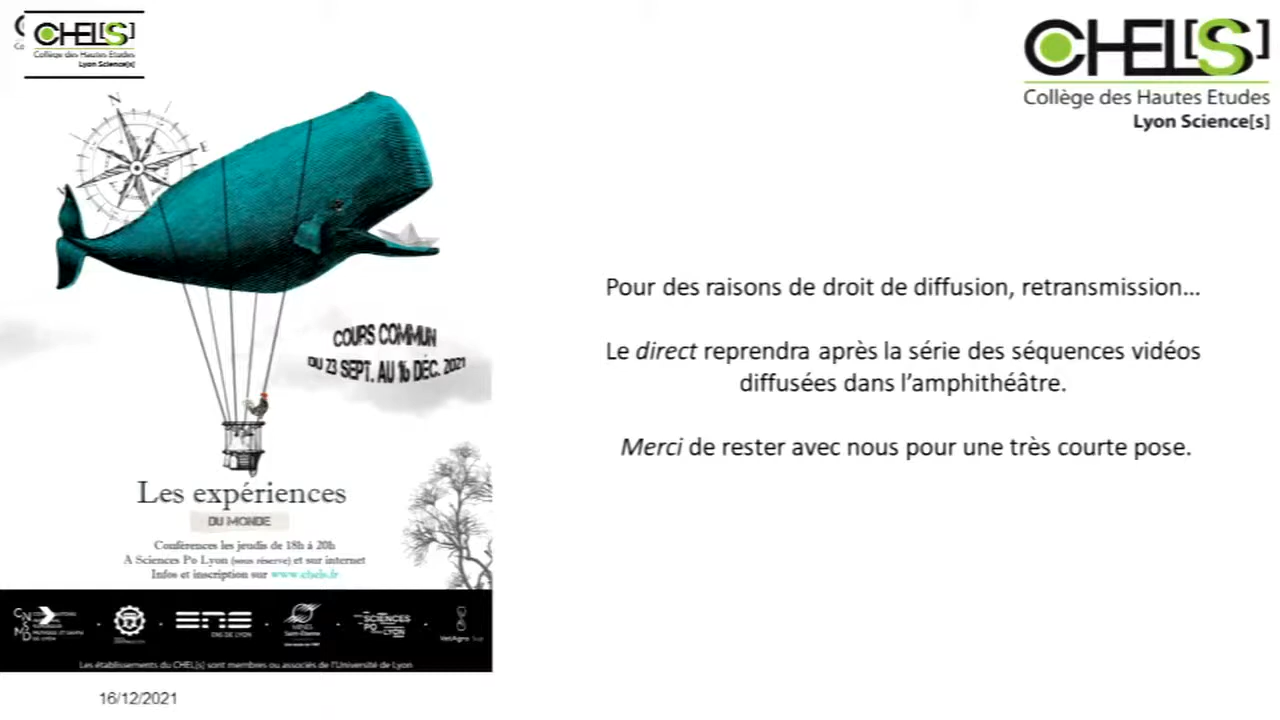 CHEL[S]
Collège des Hautes Etudes
Lyon Science[s]
N
E
COURS COMMUN
DU 23 SEPT. AU 16 DÉC. 2021
Les expériences
DU MONDE
Conférences les jeudis de 18h à 20h
A Sciences Po Lyon (sous réserve) et sur internet
Infos et inscription sur www.chels.fr
ENS DE LYON
MINES
Saint-Étienne
SCIENCES
PO
LYON
VetAgro Sup
Les établissements du CHEL[s] sont membres ou associés de l'Université de Lyon
16/12/2021
CHEL[S]
Collège des Hautes Etudes
Lyon Science[s]
Pour des raisons de droit de diffusion, retransmission...
Le direct reprendra après la série des séquences vidéos
diffusées dans l'amphithéâtre.
Merci de rester avec nous pour une très courte pose.